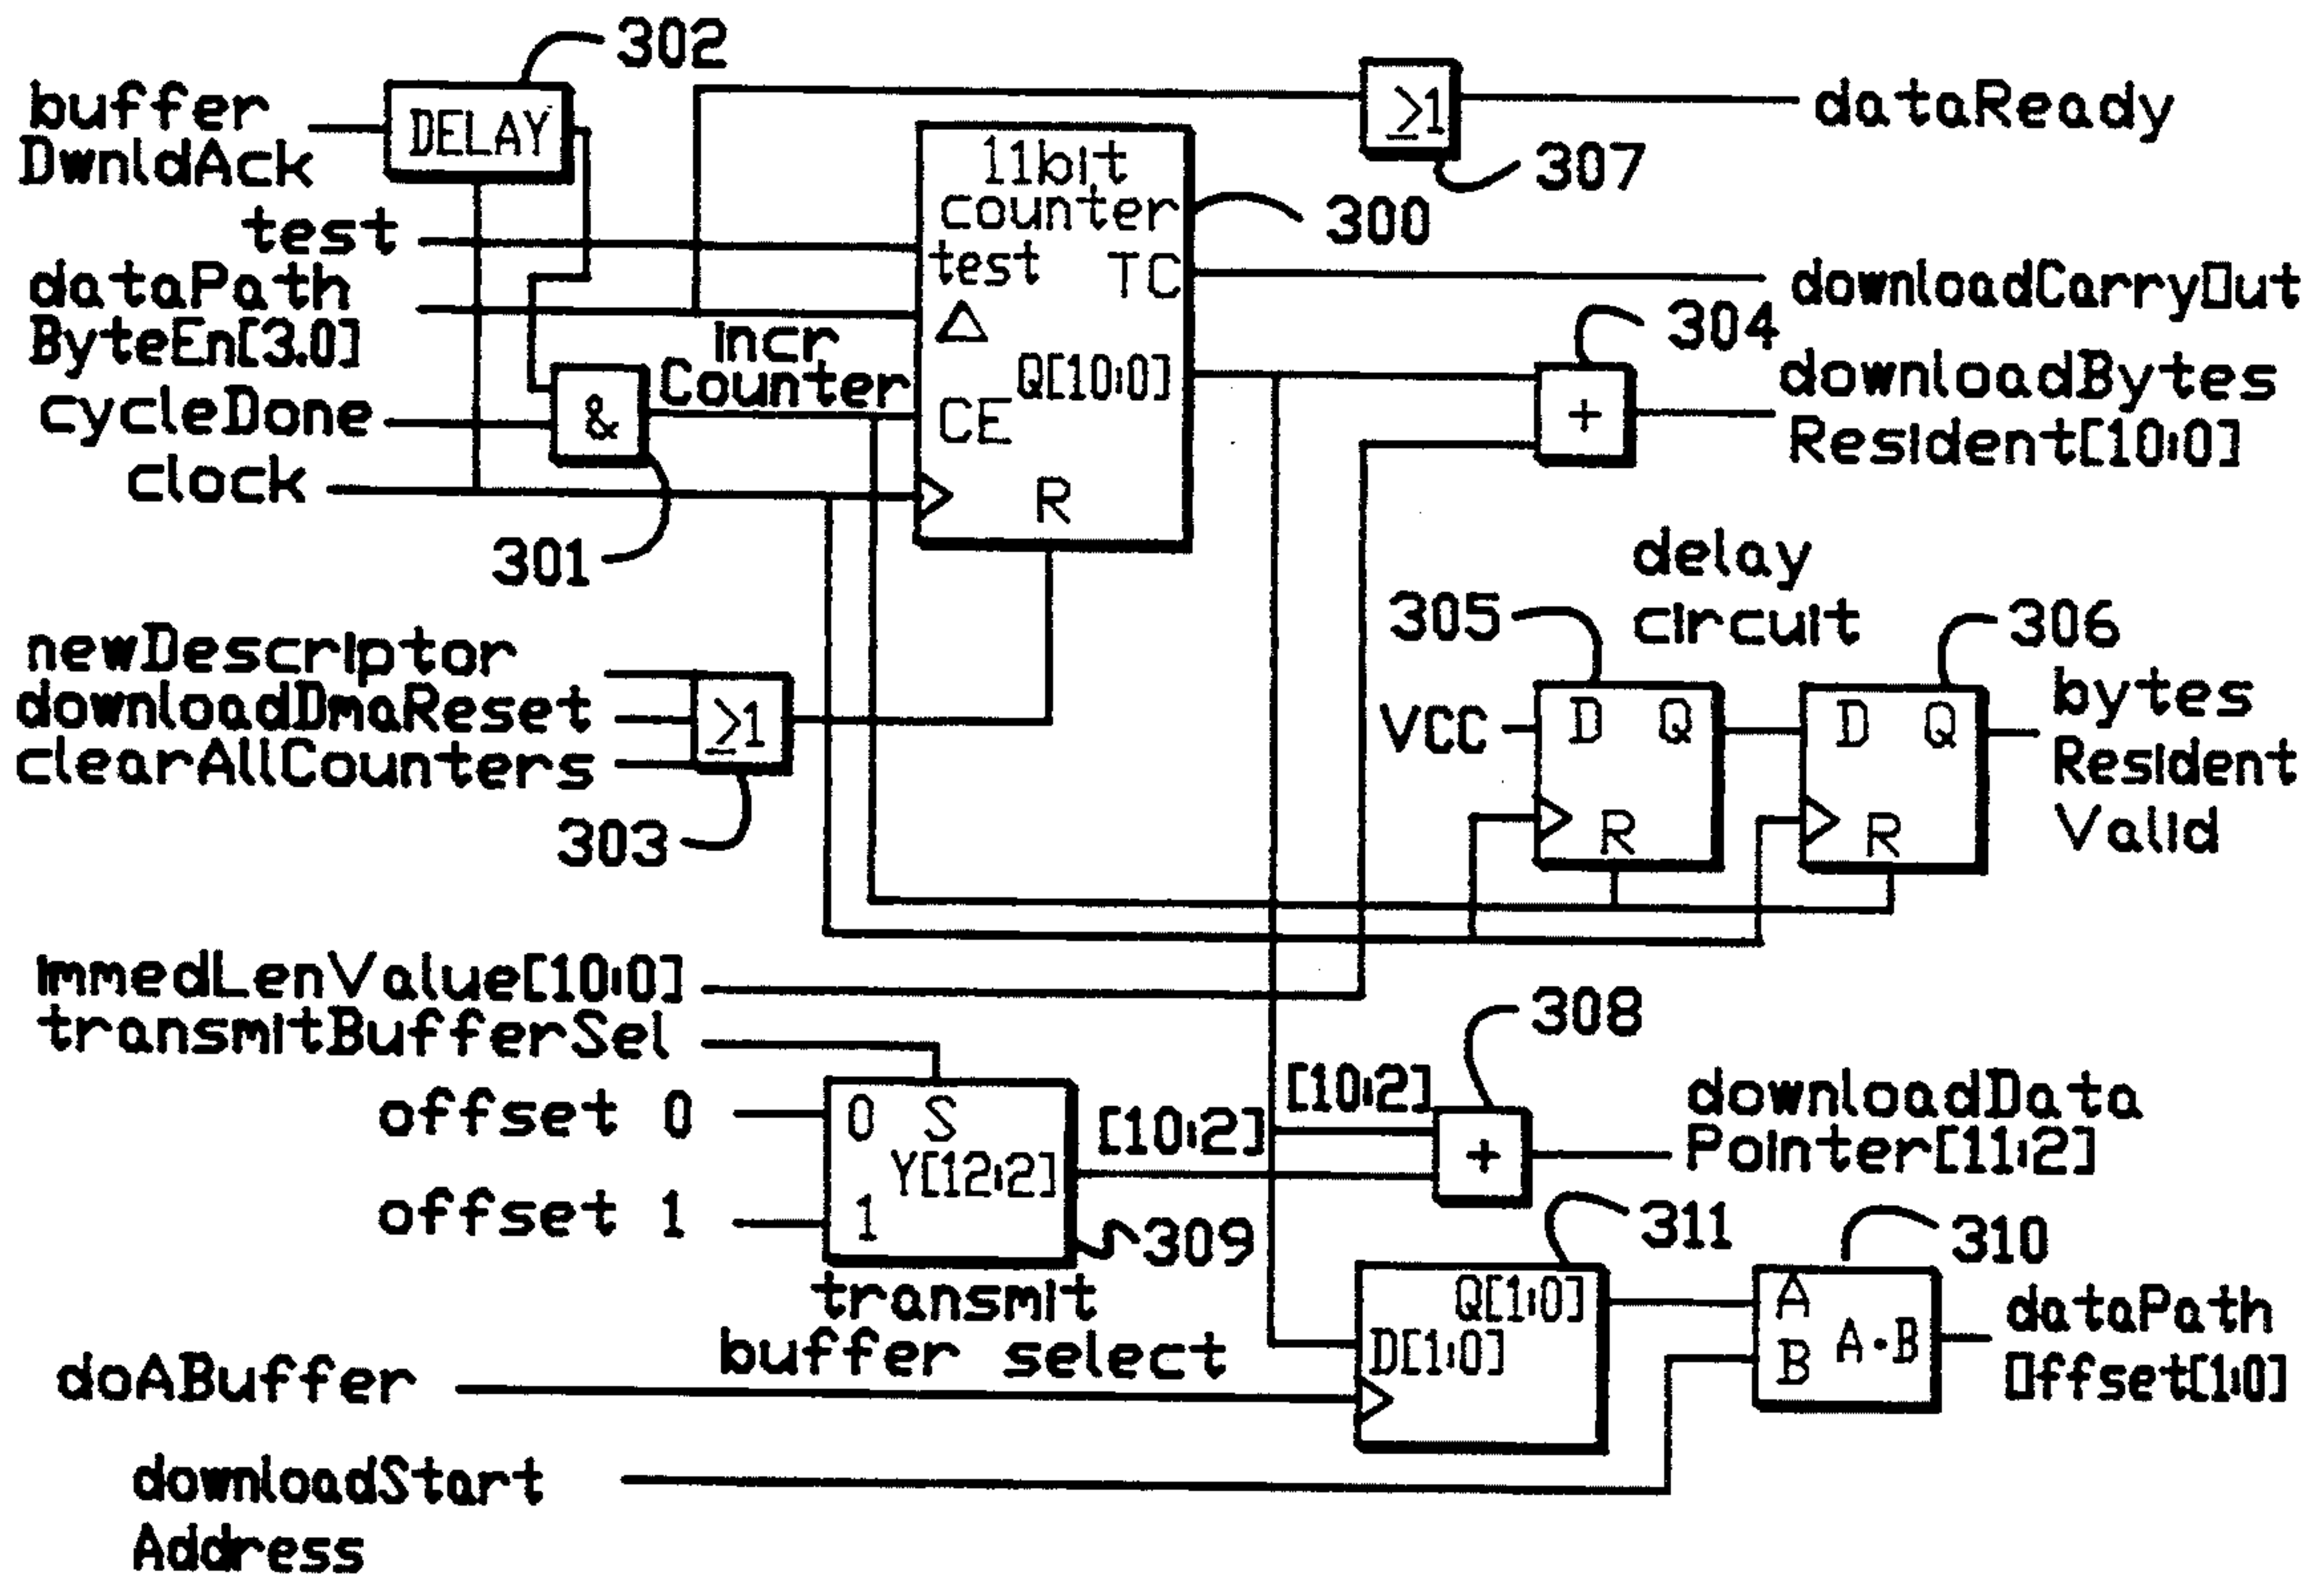 302
buffer
DwnldAck
DELAY
≥1
dataReady
307
11bit
counter
300
test
test
TC
downloadCarryOut
dataPath
ByteEn[3.0]
Δ
304
incr
Counter
Q[10:0]
downloadBytes
Resident[10:0]
+
cycleDone
&
CE
clock
R
301
delay
circuit
305
306
newDescriptor
downloadDmaReset
clearAllCounters
≥1
303
VCC
D Q
R
D Q
R
bytes
Resident
Valid
immedLenValue[10:0]
transmitBufferSel
308
offset 0
0 S
Y[12:2]
1
offset 1
[10:2]
[10:2]
+
downloadData
Pointer[11:2]
309
transmit
buffer select
311
310
Q[1:0]
D[1:0]
A
B
A·B
dataPath
Offset[1:0]
doABuffer
downloadStart
Address